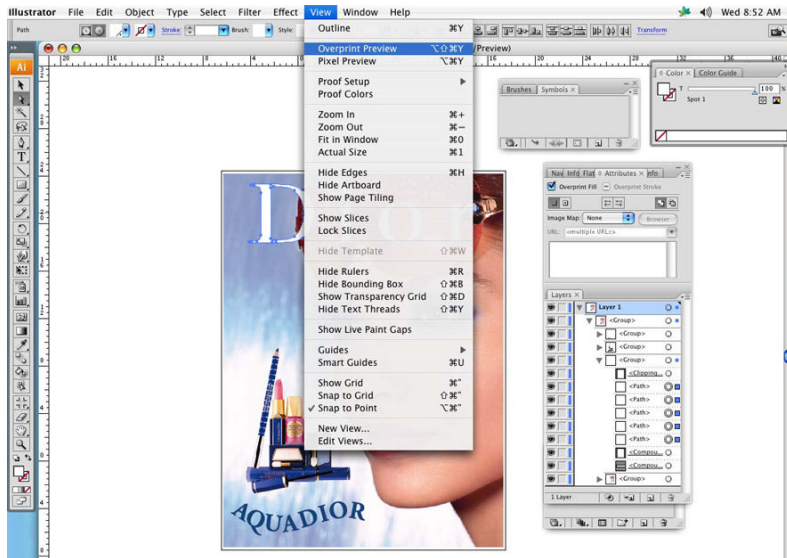 Illustrator File Edit Object Type Select Filter Effect View Window Help
Wed 8:52 AM
Path
Stroke:
Brush:
Style:
Transform
/Preview)
Outline ⌘Y
Overprint Preview ⌥⇧⌘Y
Pixel Preview ⌥⌘Y
Proof Setup
Proof Colors
Zoom In ⌘+
Zoom Out ⌘−
Fit in Window ⌘0
Actual Size ⌘1
Hide Edges ⌘H
Hide Artboard
Show Page Tiling
Show Slices
Lock Slices
Hide Template ⇧⌘W
Hide Rulers ⌘R
Hide Bounding Box ⇧⌘B
Show Transparency Grid ⇧⌘D
Hide Text Threads ⇧⌘Y
Show Live Paint Gaps
Guides
Smart Guides ⌘U
Show Grid ⌘"
Snap to Grid ⇧⌘"
✓ Snap to Point ⌥⌘"
New View...
Edit Views...
Ai
Brushes Symbols ×
Color × Color Guide
T 100 %
Spot 1
Nav Info Flat Attributes × nfo
Overprint Fill Overprint Stroke
Image Map: None Browser
URL: <multiple URLs>
Layers ×
Layer 1
<Group>
<Group>
<Group>
<Group>
<Clipping...
<Path>
<Path>
<Path>
<Path>
<Path>
<Compou...
<Compou...
<Group>
1 Layer
D
AQUADIOR